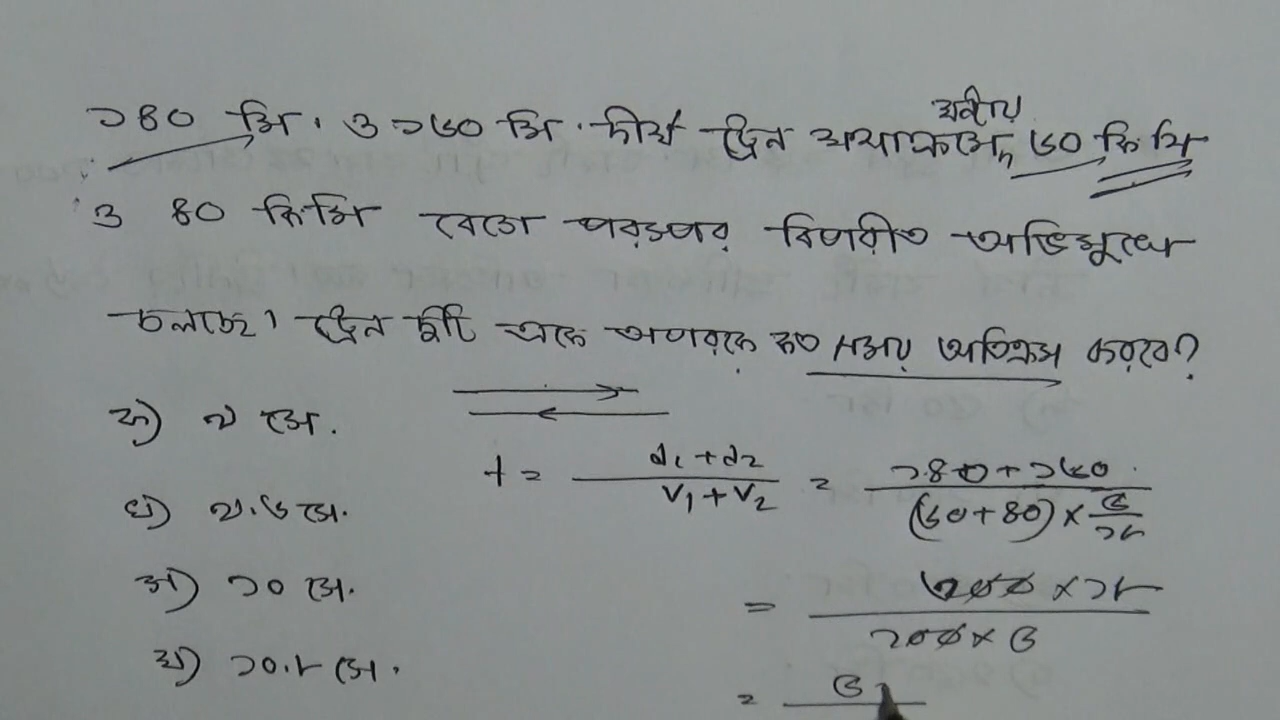 ঘন্টায়
১৪০ মি. ও ১৬০ মি. দীর্ঘ ট্রেন যথাক্রমে ৬০ কি মি
ও ৪০ কিমি বেগে পরস্পর বিপরীত অভিমুখে
চলছে। ট্রেন দুটি একে অপরকে কত সময় অতিক্রম করবে?
ক) ৯ সে.
t = d₁+d₂ / V₁+V₂ = ১৪০+১৬০ / (৬০+৪০)×৫/১৮
খ) ৯.৬ সে.
গ) ১০ সে.
= ৩০০×১৮ / ১০০×৫
ঘ) ১০.৮ সে.
= ৫